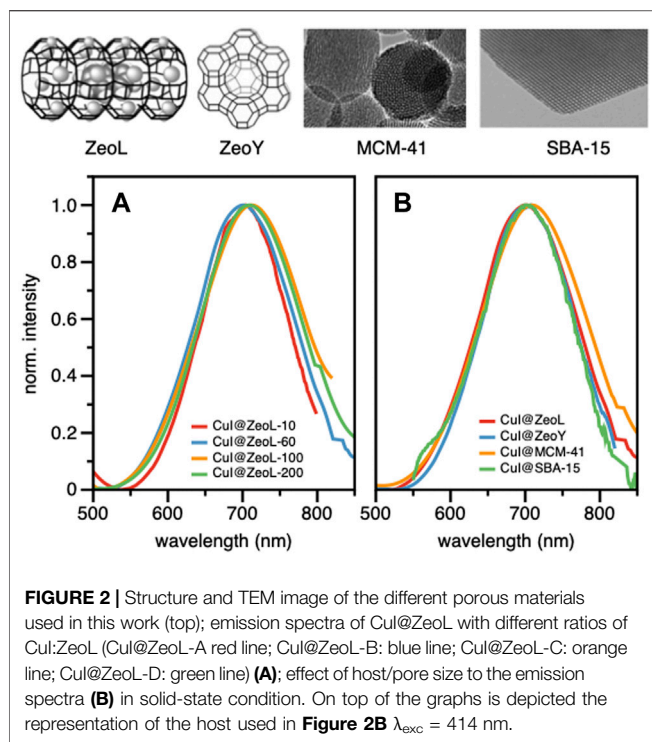 ZeoL ZeoY MCM-41 SBA-15
A
B
norm. intensity
1.0
0.8
0.6
0.4
0.2
0
CuI@ZeoL-10
CuI@ZeoL-60
CuI@ZeoL-100
CuI@ZeoL-200
CuI@ZeoL
CuI@ZeoY
CuI@MCM-41
CuI@SBA-15
500 600 700 800
500 600 700 800
wavelength (nm)
wavelength (nm)
FIGURE 2 | Structure and TEM image of the different porous materials
used in this work (top); emission spectra of CuI@ZeoL with different ratios of
CuI:ZeoL (CuI@ZeoL-A red line; CuI@ZeoL-B: blue line; CuI@ZeoL-C: orange
line; CuI@ZeoL-D: green line) (A); effect of host/pore size to the emission
spectra (B) in solid-state condition. On top of the graphs is depicted the
representation of the host used in Figure 2B λexc = 414 nm.